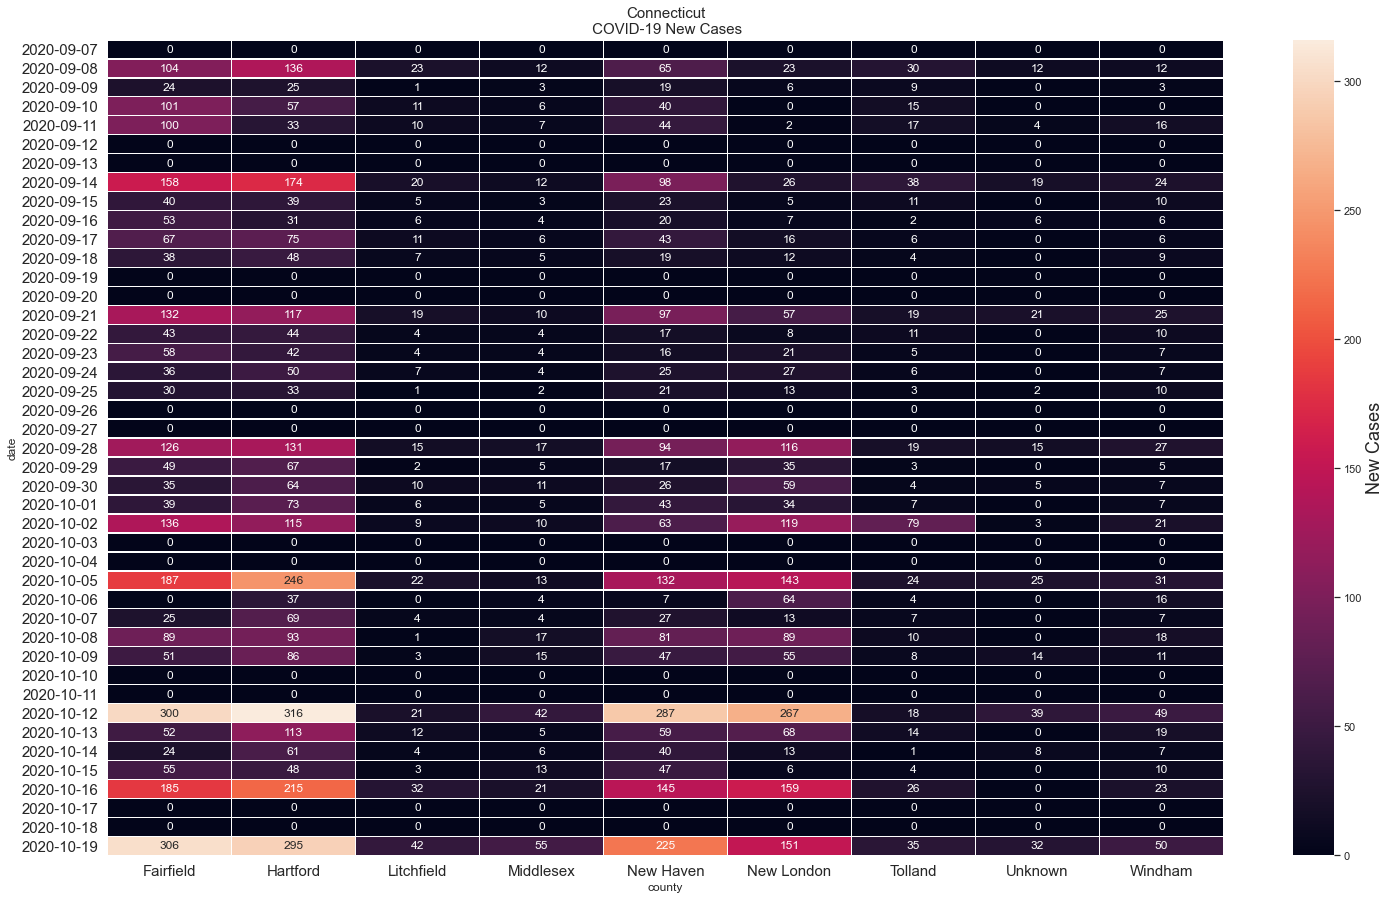 Connecticut
COVID-19 New Cases
2020-09-07 0 0 0 0 0 0 0 0 0
2020-09-08 104 136 23 12 65 23 30 12 12
2020-09-09 24 25 1 3 19 6 9 0 3
2020-09-10 101 57 11 6 40 0 15 0 0
2020-09-11 100 33 10 7 44 2 17 4 16
2020-09-12 0 0 0 0 0 0 0 0 0
2020-09-13 0 0 0 0 0 0 0 0 0
2020-09-14 158 174 20 12 98 26 38 19 24
2020-09-15 40 39 5 3 23 5 11 0 10
2020-09-16 53 31 6 4 20 7 2 6 6
2020-09-17 67 75 11 6 43 16 6 0 6
2020-09-18 38 48 7 5 19 12 4 0 9
2020-09-19 0 0 0 0 0 0 0 0 0
2020-09-20 0 0 0 0 0 0 0 0 0
2020-09-21 132 117 19 10 97 57 19 21 25
2020-09-22 43 44 4 4 17 8 11 0 10
2020-09-23 58 42 4 4 16 21 5 0 7
2020-09-24 36 50 7 4 25 27 6 0 7
2020-09-25 30 33 1 2 21 13 3 2 10
2020-09-26 0 0 0 0 0 0 0 0 0
2020-09-27 0 0 0 0 0 0 0 0 0
2020-09-28 126 131 15 17 94 116 19 15 27
2020-09-29 49 67 2 5 17 35 3 0 5
2020-09-30 35 64 10 11 26 59 4 5 7
2020-10-01 39 73 6 5 43 34 7 0 7
2020-10-02 136 115 9 10 63 119 79 3 21
2020-10-03 0 0 0 0 0 0 0 0 0
2020-10-04 0 0 0 0 0 0 0 0 0
2020-10-05 187 246 22 13 132 143 24 25 31
2020-10-06 0 37 0 4 7 64 4 0 16
2020-10-07 25 69 4 4 27 13 7 0 7
2020-10-08 89 93 1 17 81 89 10 0 18
2020-10-09 51 86 3 15 47 55 8 14 11
2020-10-10 0 0 0 0 0 0 0 0 0
2020-10-11 0 0 0 0 0 0 0 0 0
2020-10-12 300 316 21 42 287 267 18 39 49
2020-10-13 52 113 12 5 59 68 14 0 19
2020-10-14 24 61 4 6 40 13 1 8 7
2020-10-15 55 48 3 13 47 6 4 0 10
2020-10-16 185 215 32 21 145 159 26 0 23
2020-10-17 0 0 0 0 0 0 0 0 0
2020-10-18 0 0 0 0 0 0 0 0 0
2020-10-19 306 295 42 55 225 151 35 32 50
Fairfield Hartford Litchfield Middlesex New Haven New London Tolland Unknown Windham
county
date
300
250
200
150
100
50
0
New Cases